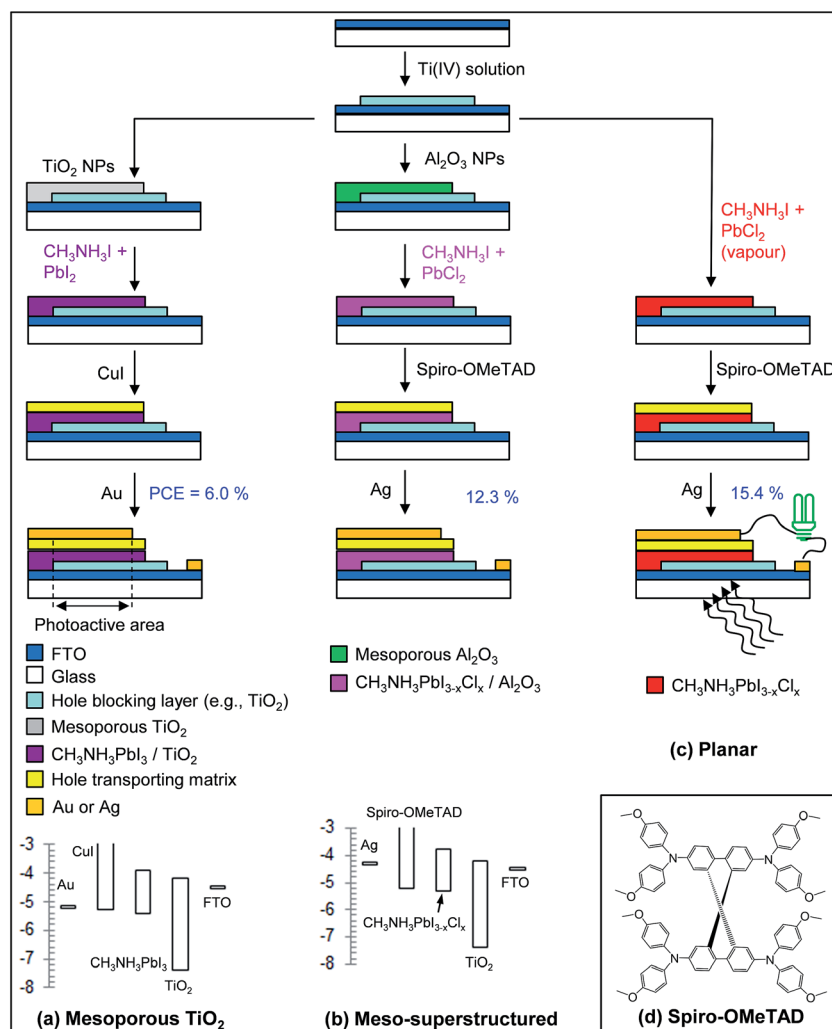 Ti(IV) solution
TiO₂ NPs
Al₂O₃ NPs
CH₃NH₃I +
PbI₂
CH₃NH₃I +
PbCl₂
CH₃NH₃I +
PbCl₂
(vapour)
CuI
Spiro-OMeTAD
Spiro-OMeTAD
Au
PCE = 6.0 %
Ag
12.3 %
Ag
15.4 %
Photoactive area
FTO
Glass
Hole blocking layer (e.g., TiO₂)
Mesoporous TiO₂
CH₃NH₃PbI₃ / TiO₂
Hole transporting matrix
Au or Ag
Mesoporous Al₂O₃
CH₃NH₃PbI₃₋ₓClₓ / Al₂O₃
CH₃NH₃PbI₃₋ₓClₓ
(c) Planar
-3
-4
-5
-6
-7
-8
CuI
Au
FTO
CH₃NH₃PbI₃
TiO₂
(a) Mesoporous TiO₂
Spiro-OMeTAD
-3
-4
-5
-6
-7
-8
Ag
FTO
CH₃NH₃PbI₃₋ₓClₓ
TiO₂
(b) Meso-superstructured
O
O
O
O
N
N
N
N
O
O
O
O
(d) Spiro-OMeTAD